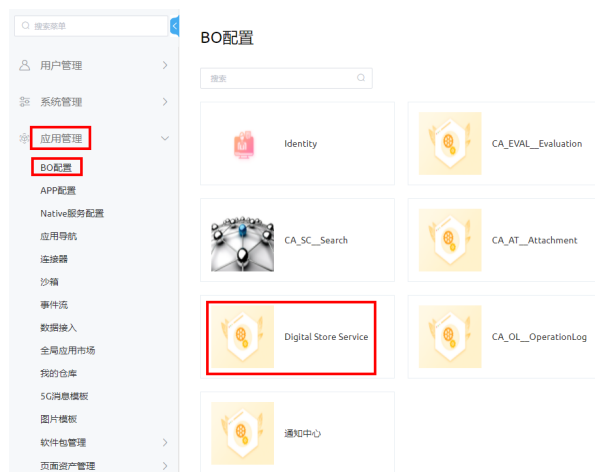 搜索菜单
用户管理
系统管理
应用管理
BO配置
APP配置
Native服务配置
应用导航
连接器
沙箱
事件流
数据接入
全局应用市场
我的仓库
5G消息模板
图片模板
软件包管理
页面资产管理
BO配置
搜索
Identity
CA_EVAL__Evaluation
CA_SC__Search
CA_AT__Attachment
Digital Store Service
CA_OL__OperationLog
通知中心